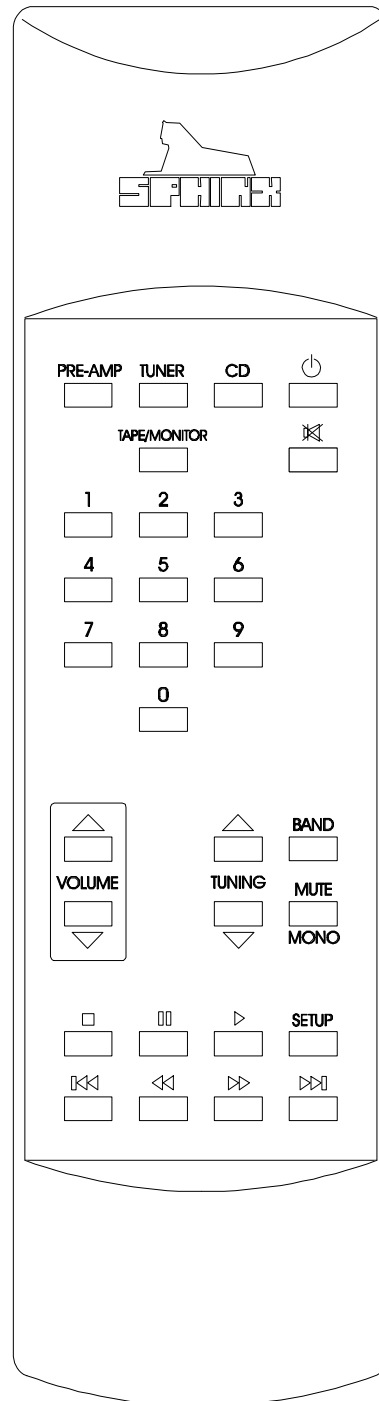 SPHINX
PRE-AMP TUNER CD
TAPE/MONITOR
1 2 3
4 5 6
7 8 9
0
BAND
VOLUME TUNING MUTE
MONO
SETUP